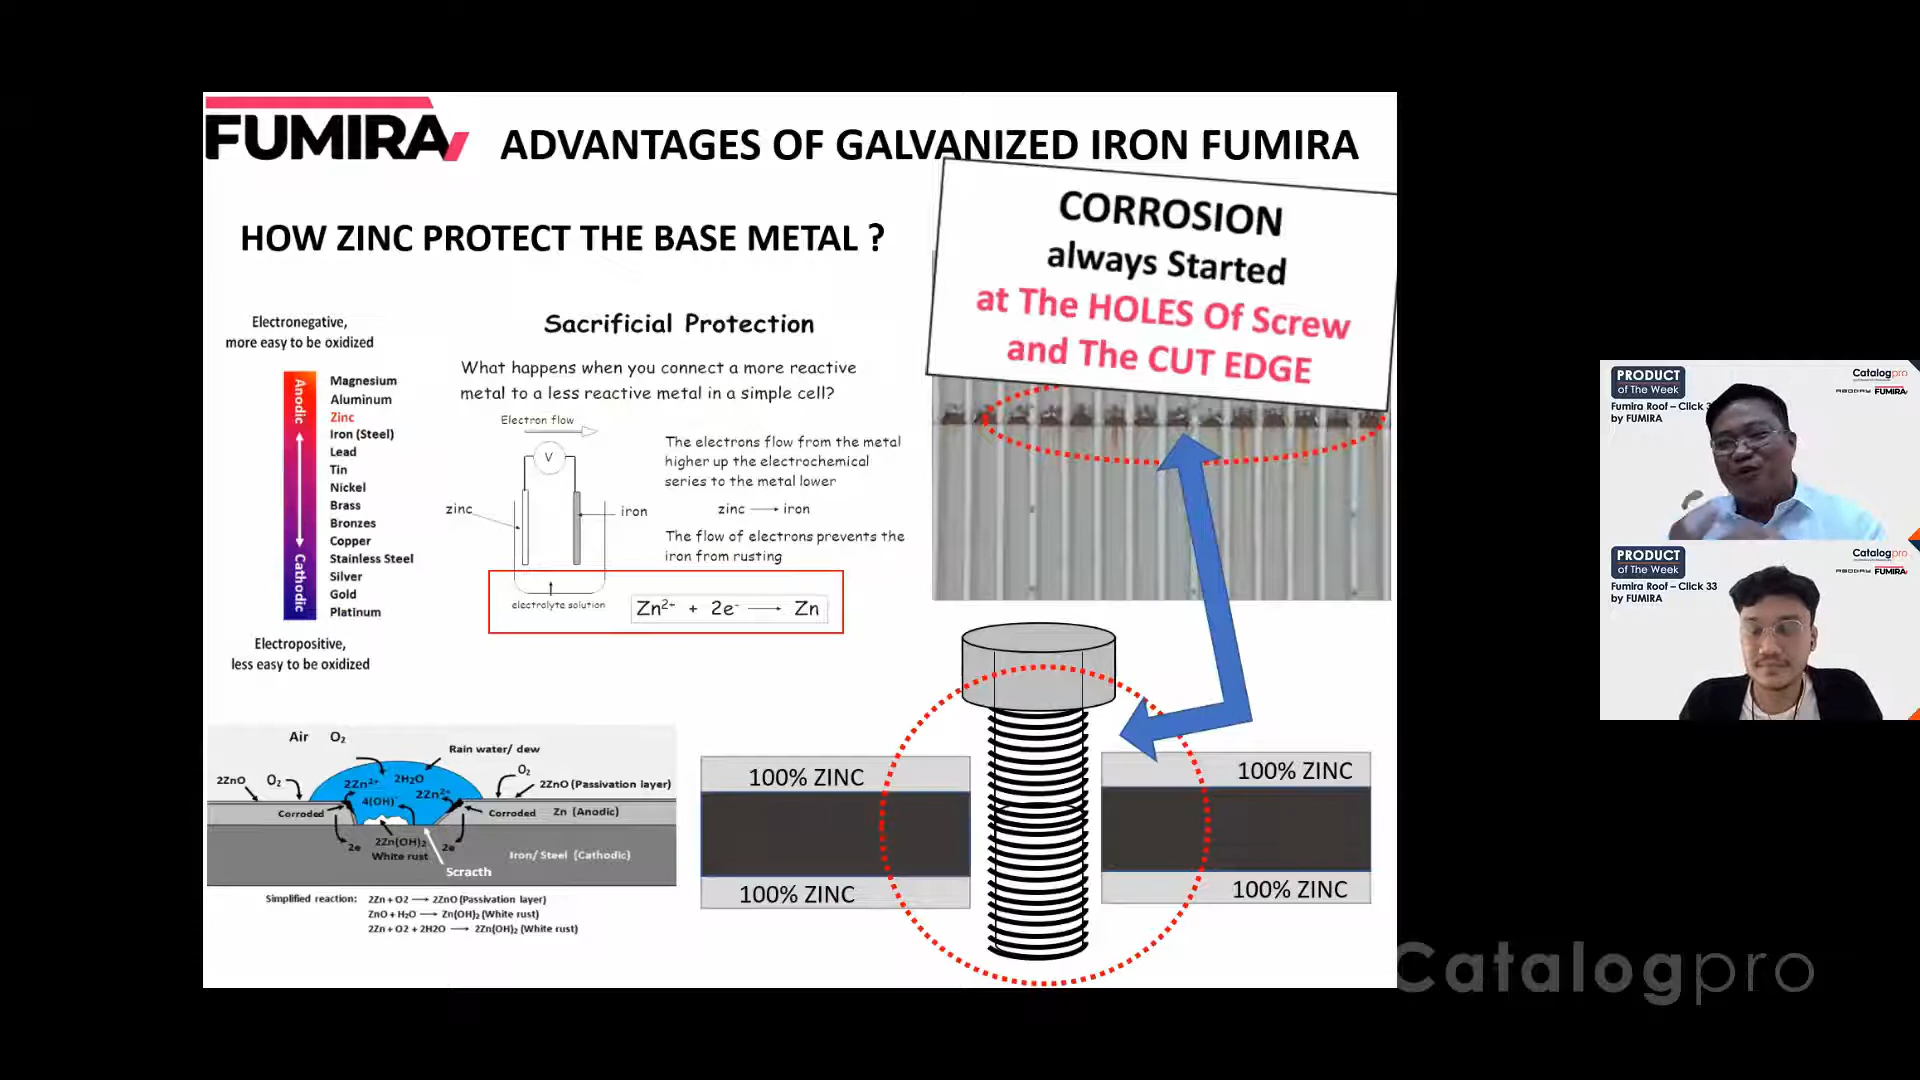 FUMIRA
ADVANTAGES OF GALVANIZED IRON FUMIRA
HOW ZINC PROTECT THE BASE METAL ?
CORROSION
always Started
at The HOLES Of Screw
and The CUT EDGE
Electronegative,
more easy to be oxidized
Anodic
Cathodic
Magnesium
Aluminum
Zinc
Iron (Steel)
Lead
Tin
Nickel
Brass
Bronzes
Copper
Stainless Steel
Silver
Gold
Platinum
Electropositive,
less easy to be oxidized
Sacrificial Protection
What happens when you connect a more reactive
metal to a less reactive metal in a simple cell?
Electron flow
V
zinc
iron
electrolyte solution
The electrons flow from the metal
higher up the electrochemical
series to the metal lower
zinc → iron
The flow of electrons prevents the
iron from rusting
Zn²⁺ + 2e⁻ → Zn
Air O₂
Rain water/ dew
2ZnO
O₂
2Zn²⁺
2H₂O
O₂
2ZnO (Passivation layer)
4(OH)⁻
2Zn²⁺
Corroded
Corroded
Zn (Anodic)
2e
2Zn(OH)₂
White rust
2e
Iron/ Steel (Cathodic)
Scracth
Simplified reaction: 2Zn + O2 → 2ZnO (Passivation layer)
ZnO + H₂O → Zn(OH)₂ (White rust)
2Zn + O2 + 2H2O → 2Zn(OH)₂ (White rust)
100% ZINC
100% ZINC
100% ZINC
100% ZINC
PRODUCT
of The Week
Catalogpro
FUMIRA
Fumira Roof – Click 3
by FUMIRA
PRODUCT
of The Week
Catalogpro
FUMIRA
Fumira Roof – Click 33
by FUMIRA
Catalogpro